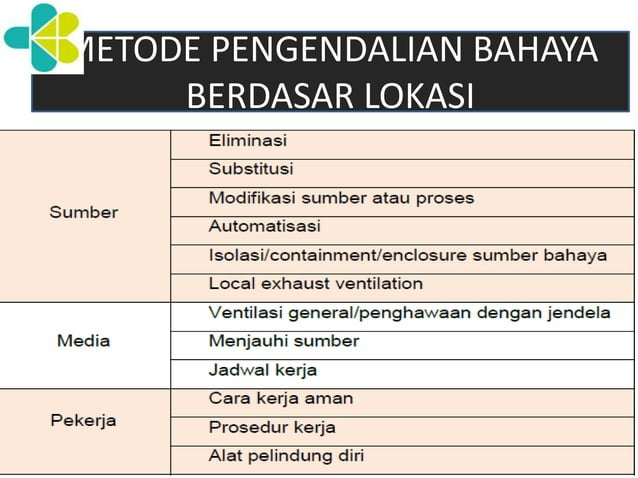 METODE PENGENDALIAN BAHAYA
BERDASAR LOKASI
Sumber
Eliminasi
Substitusi
Modifikasi sumber atau proses
Automatisasi
Isolasi/containment/enclosure sumber bahaya
Local exhaust ventilation
Media
Ventilasi general/penghawaan dengan jendela
Menjauhi sumber
Jadwal kerja
Pekerja
Cara kerja aman
Prosedur kerja
Alat pelindung diri